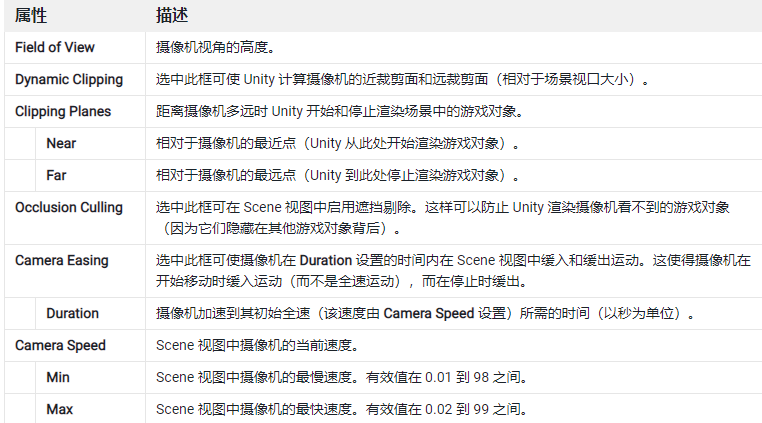 属性 描述
Field of View 摄像机视角的高度。
Dynamic Clipping 选中此框可使 Unity 计算摄像机的近裁剪面和远裁剪面（相对于场景视口大小）。
Clipping Planes 距离摄像机多远时 Unity 开始和停止渲染场景中的游戏对象。
Near 相对于摄像机的最近点（Unity 从此处开始渲染游戏对象）。
Far 相对于摄像机的最远点（Unity 到此处停止渲染游戏对象）。
Occlusion Culling 选中此框可在 Scene 视图中启用遮挡剔除。这样可以防止 Unity 渲染摄像机看不到的游戏对象
（因为它们隐藏在其他游戏对象背后）。
Camera Easing 选中此框可使摄像机在 Duration 设置的时间内在 Scene 视图中缓入和缓出运动。这使得摄像机在
开始移动时缓入运动（而不是全速运动），而在停止时缓出。
Duration 摄像机加速到其初始全速（该速度由 Camera Speed 设置）所需的时间（以秒为单位）。
Camera Speed Scene 视图中摄像机的当前速度。
Min Scene 视图中摄像机的最慢速度。有效值在 0.01 到 98 之间。
Max Scene 视图中摄像机的最快速度。有效值在 0.02 到 99 之间。